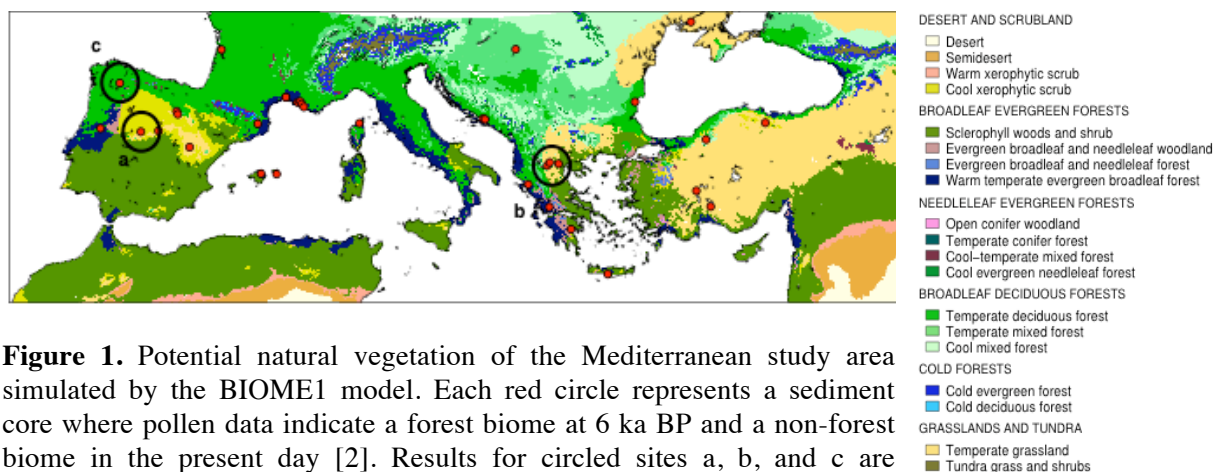 c
a
b
DESERT AND SCRUBLAND
Desert
Semidesert
Warm xerophytic scrub
Cool xerophytic scrub
BROADLEAF EVERGREEN FORESTS
Sclerophyll woods and shrub
Evergreen broadleaf and needleleaf woodland
Evergreen broadleaf and needleleaf forest
Warm temperate evergreen broadleaf forest
NEEDLELEAF EVERGREEN FORESTS
Open conifer woodland
Temperate conifer forest
Cool-temperate mixed forest
Cool evergreen needleleaf forest
BROADLEAF DECIDUOUS FORESTS
Temperate deciduous forest
Temperate mixed forest
Cool mixed forest
COLD FORESTS
Cold evergreen forest
Cold deciduous forest
GRASSLANDS AND TUNDRA
Temperate grassland
Tundra grass and shrubs
Figure 1. Potential natural vegetation of the Mediterranean study area
simulated by the BIOME1 model. Each red circle represents a sediment
core where pollen data indicate a forest biome at 6 ka BP and a non-forest
biome in the present day [2]. Results for circled sites a, b, and c are